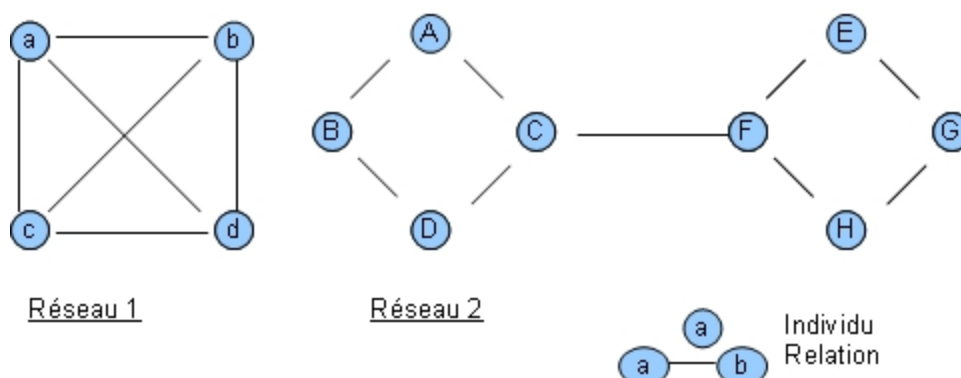 a b A E
B C F G
c d D H
Réseau 1 Réseau 2
a Individu
a b Relation